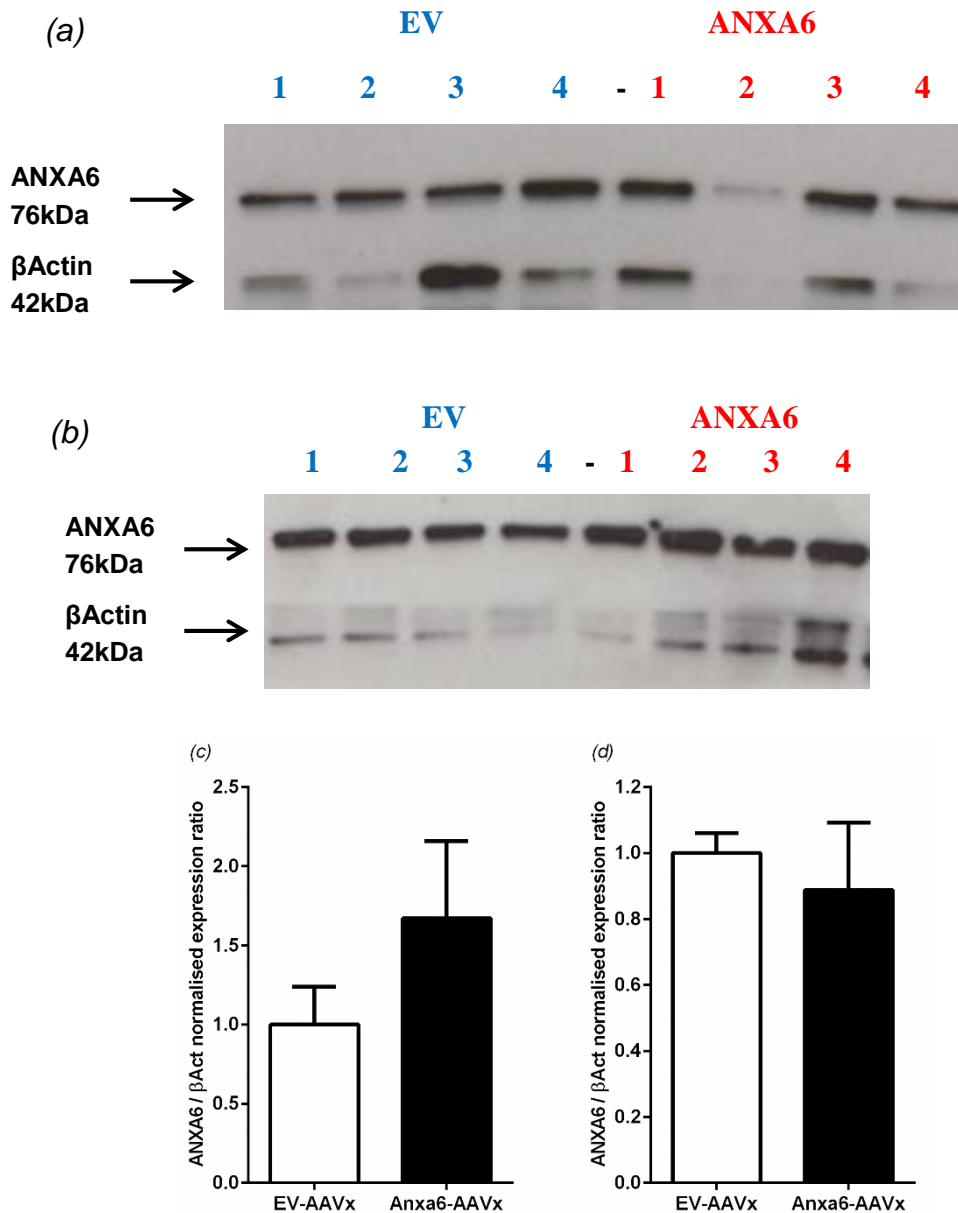 (a)
EV ANXA6
1 2 3 4 - 1 2 3 4
ANXA6
76kDa
βActin
42kDa
(b)
EV ANXA6
1 2 3 4 - 1 2 3 4
ANXA6
76kDa
βActin
42kDa
(c)
ANXA6 / βAct normalised expression ratio
2.5
2.0
1.5
1.0
0.5
0.0
EV-AAVx Anxa6-AAVx
(d)
ANXA6 / βAct normalised expression ratio
1.2
1.0
0.8
0.6
0.4
0.2
0.0
EV-AAVx Anxa6-AAVx